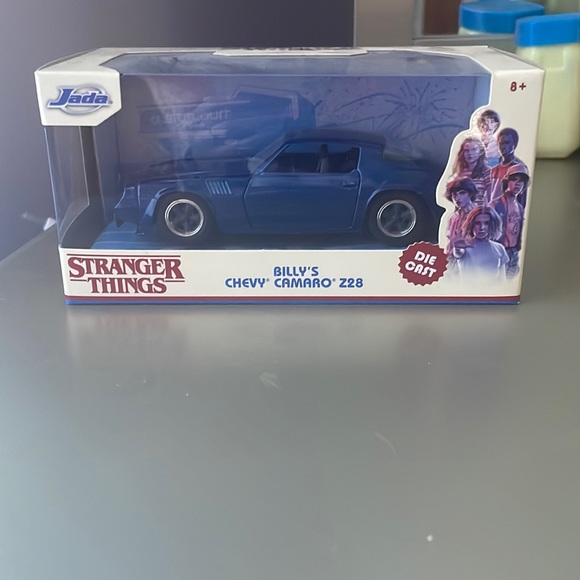 Jada
8+
STRANGER
THINGS
BILLY'S
CHEVY® CAMARO® Z28
DIE
CAST